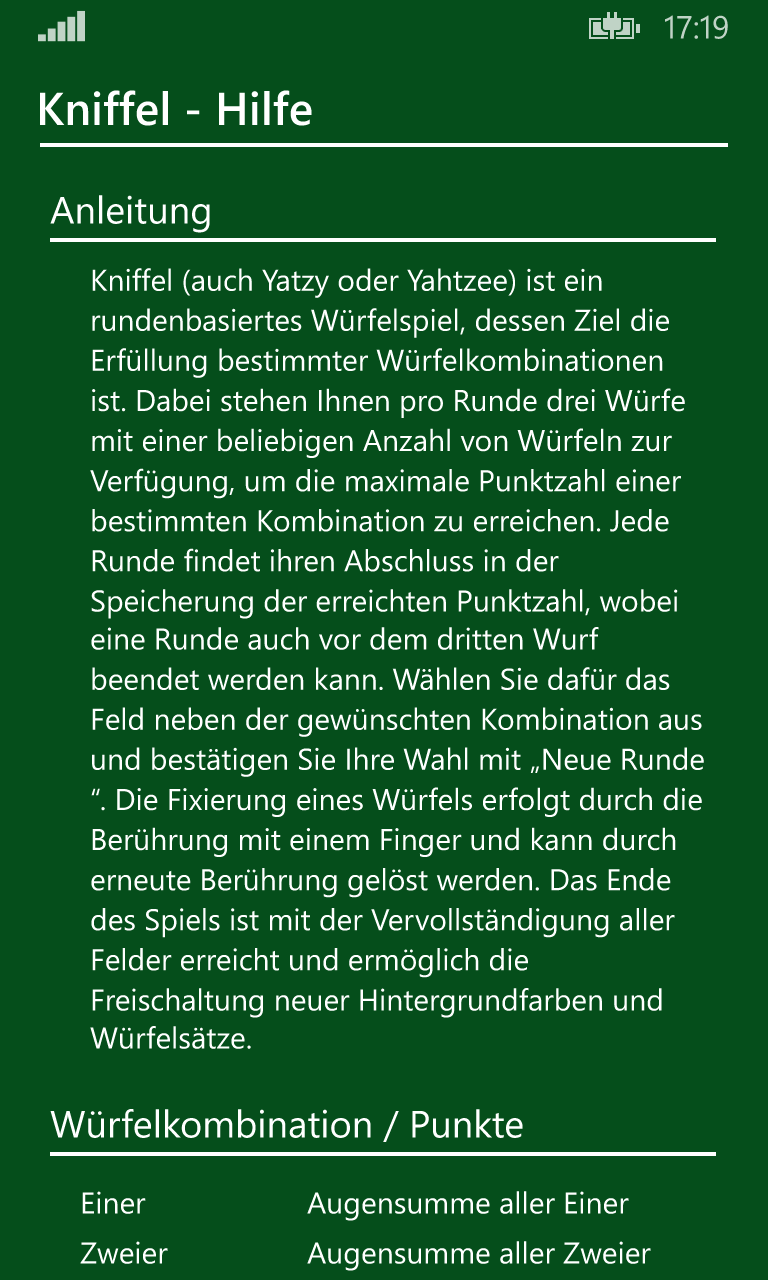 17:19
Kniffel - Hilfe
Anleitung
Kniffel (auch Yatzy oder Yahtzee) ist ein
rundenbasiertes Würfelspiel, dessen Ziel die
Erfüllung bestimmter Würfelkombinationen
ist. Dabei stehen Ihnen pro Runde drei Würfe
mit einer beliebigen Anzahl von Würfeln zur
Verfügung, um die maximale Punktzahl einer
bestimmten Kombination zu erreichen. Jede
Runde findet ihren Abschluss in der
Speicherung der erreichten Punktzahl, wobei
eine Runde auch vor dem dritten Wurf
beendet werden kann. Wählen Sie dafür das
Feld neben der gewünschten Kombination aus
und bestätigen Sie Ihre Wahl mit „Neue Runde
“. Die Fixierung eines Würfels erfolgt durch die
Berührung mit einem Finger und kann durch
erneute Berührung gelöst werden. Das Ende
des Spiels ist mit der Vervollständigung aller
Felder erreicht und ermöglich die
Freischaltung neuer Hintergrundfarben und
Würfelsätze.
Würfelkombination / Punkte
Einer Augensumme aller Einer
Zweier Augensumme aller Zweier